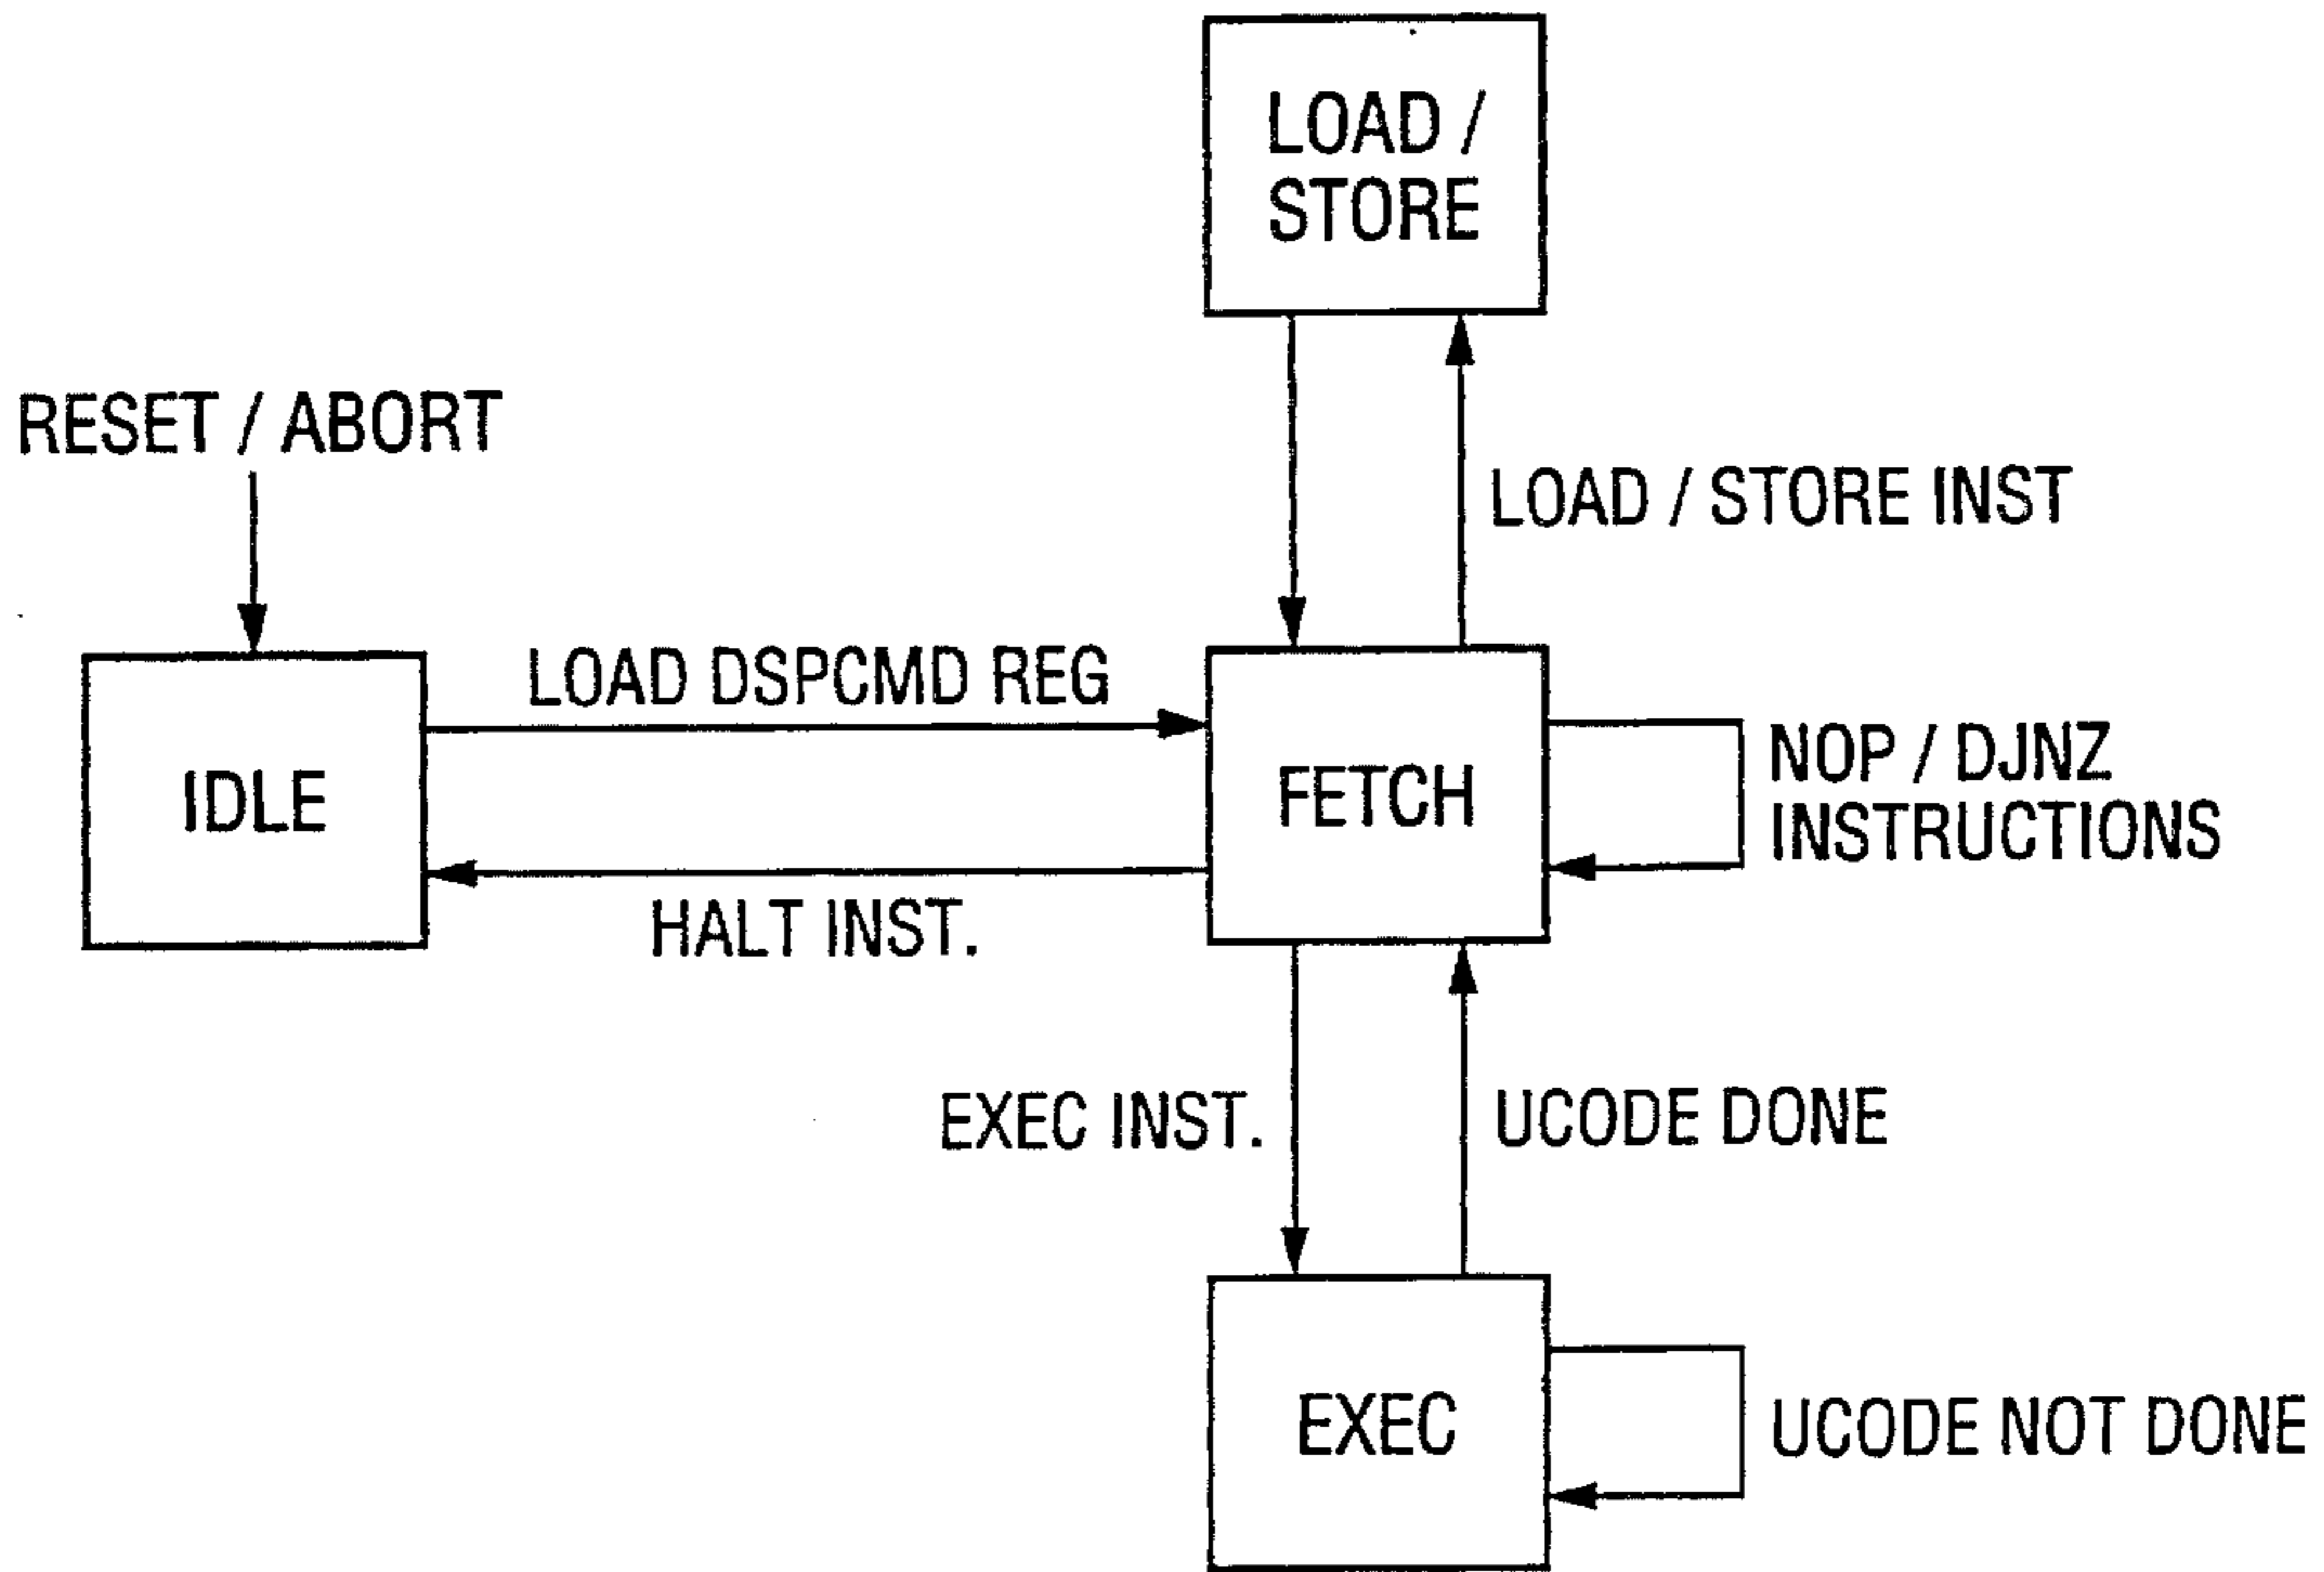 LOAD /
STORE
RESET / ABORT
LOAD / STORE INST
LOAD DSPCMD REG
IDLE
FETCH
NOP / DJNZ
INSTRUCTIONS
HALT INST.
EXEC INST.
UCODE DONE
EXEC
UCODE NOT DONE